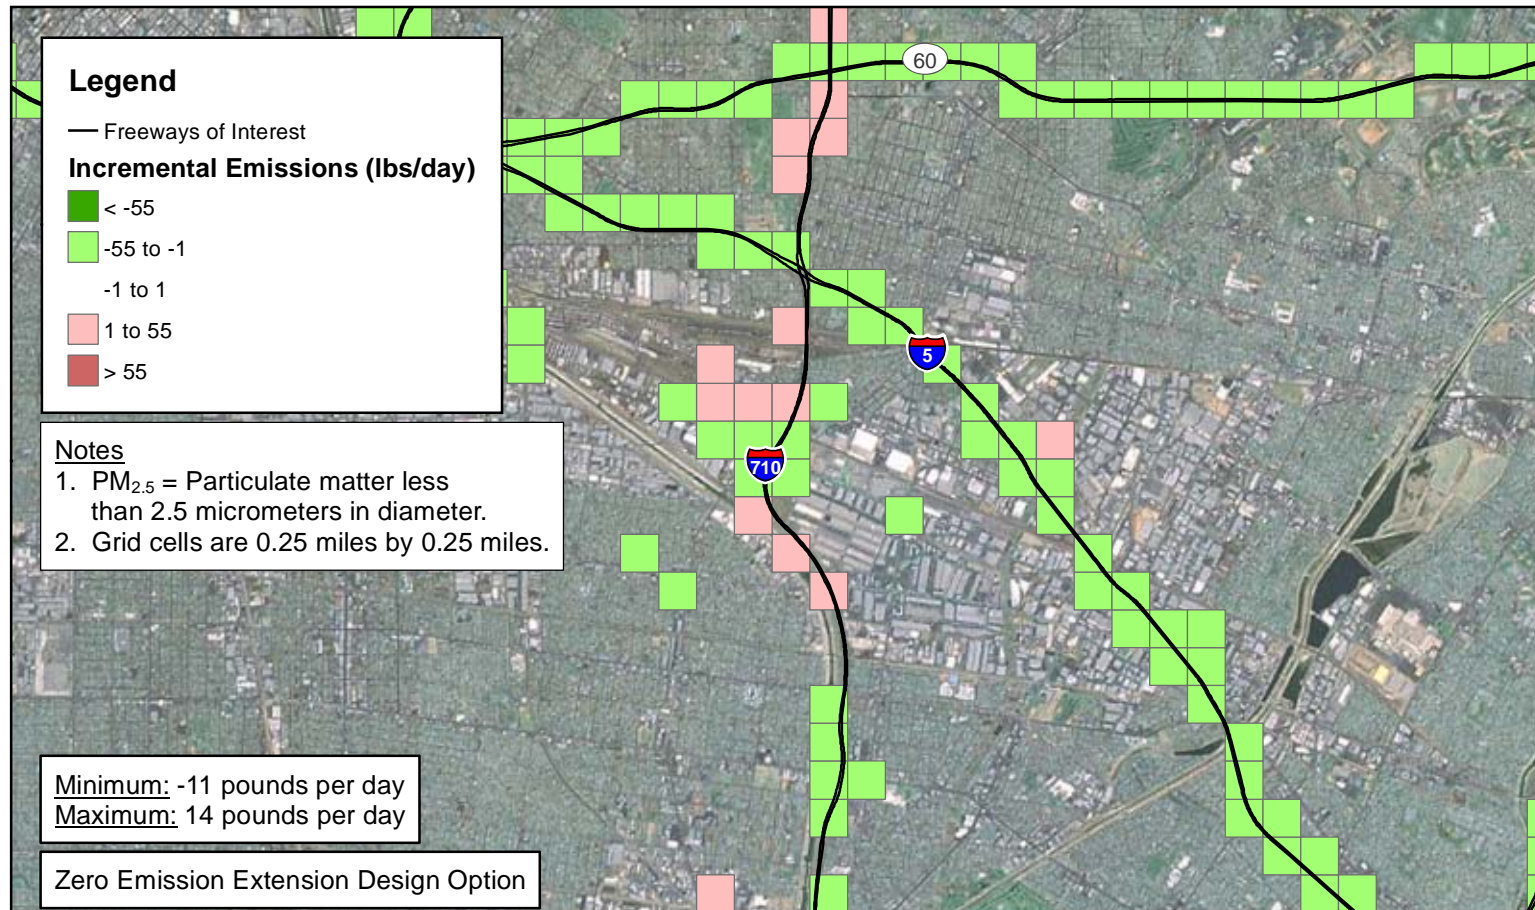 Legend
Freeways of Interest
Incremental Emissions (lbs/day)
< -55
-55 to -1
-1 to 1
1 to 55
> 55
Notes
1. PM2.5 = Particulate matter less
than 2.5 micrometers in diameter.
2. Grid cells are 0.25 miles by 0.25 miles.
Minimum: -11 pounds per day
Maximum: 14 pounds per day
Zero Emission Extension Design Option
60
5
710